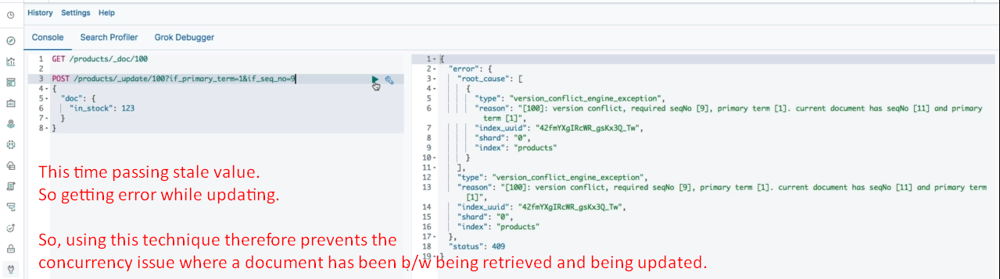 History Settings Help
Console Search Profiler Grok Debugger
1 GET /products/_doc/100
2
3 POST /products/_update/100?if_primary_term=1&if_seq_no=9
4 {
5 "doc": {
6 "in_stock": 123
7 }
8 }
This time passing stale value.
So getting error while updating.
So, using this technique therefore prevents the
concurrency issue where a document has been b/w being retrieved and being updated.
1 {
2 "error": {
3 "root_cause": [
4 {
5 "type": "version_conflict_engine_exception",
6 "reason": "[100]: version conflict, required seqNo [9], primary term [1]. current document has seqNo [11] and primary
term [1]",
7 "index_uuid": "42fmYXgIRcWR_gsKx3Q_Tw",
8 "shard": "0",
9 "index": "products"
10 }
11 ],
12 "type": "version_conflict_engine_exception",
13 "reason": "[100]: version conflict, required seqNo [9], primary term [1]. current document has seqNo [11] and primary term
[1]",
14 "index_uuid": "42fmYXgIRcWR_gsKx3Q_Tw",
15 "shard": "0",
16 "index": "products"
17 },
18 "status": 409
19 }